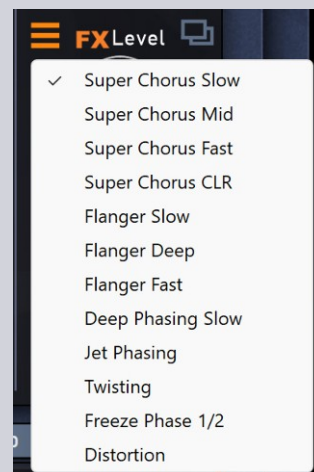 FX Level
Super Chorus Slow
Super Chorus Mid
Super Chorus Fast
Super Chorus CLR
Flanger Slow
Flanger Deep
Flanger Fast
Deep Phasing Slow
Jet Phasing
Twisting
Freeze Phase 1/2
Distortion